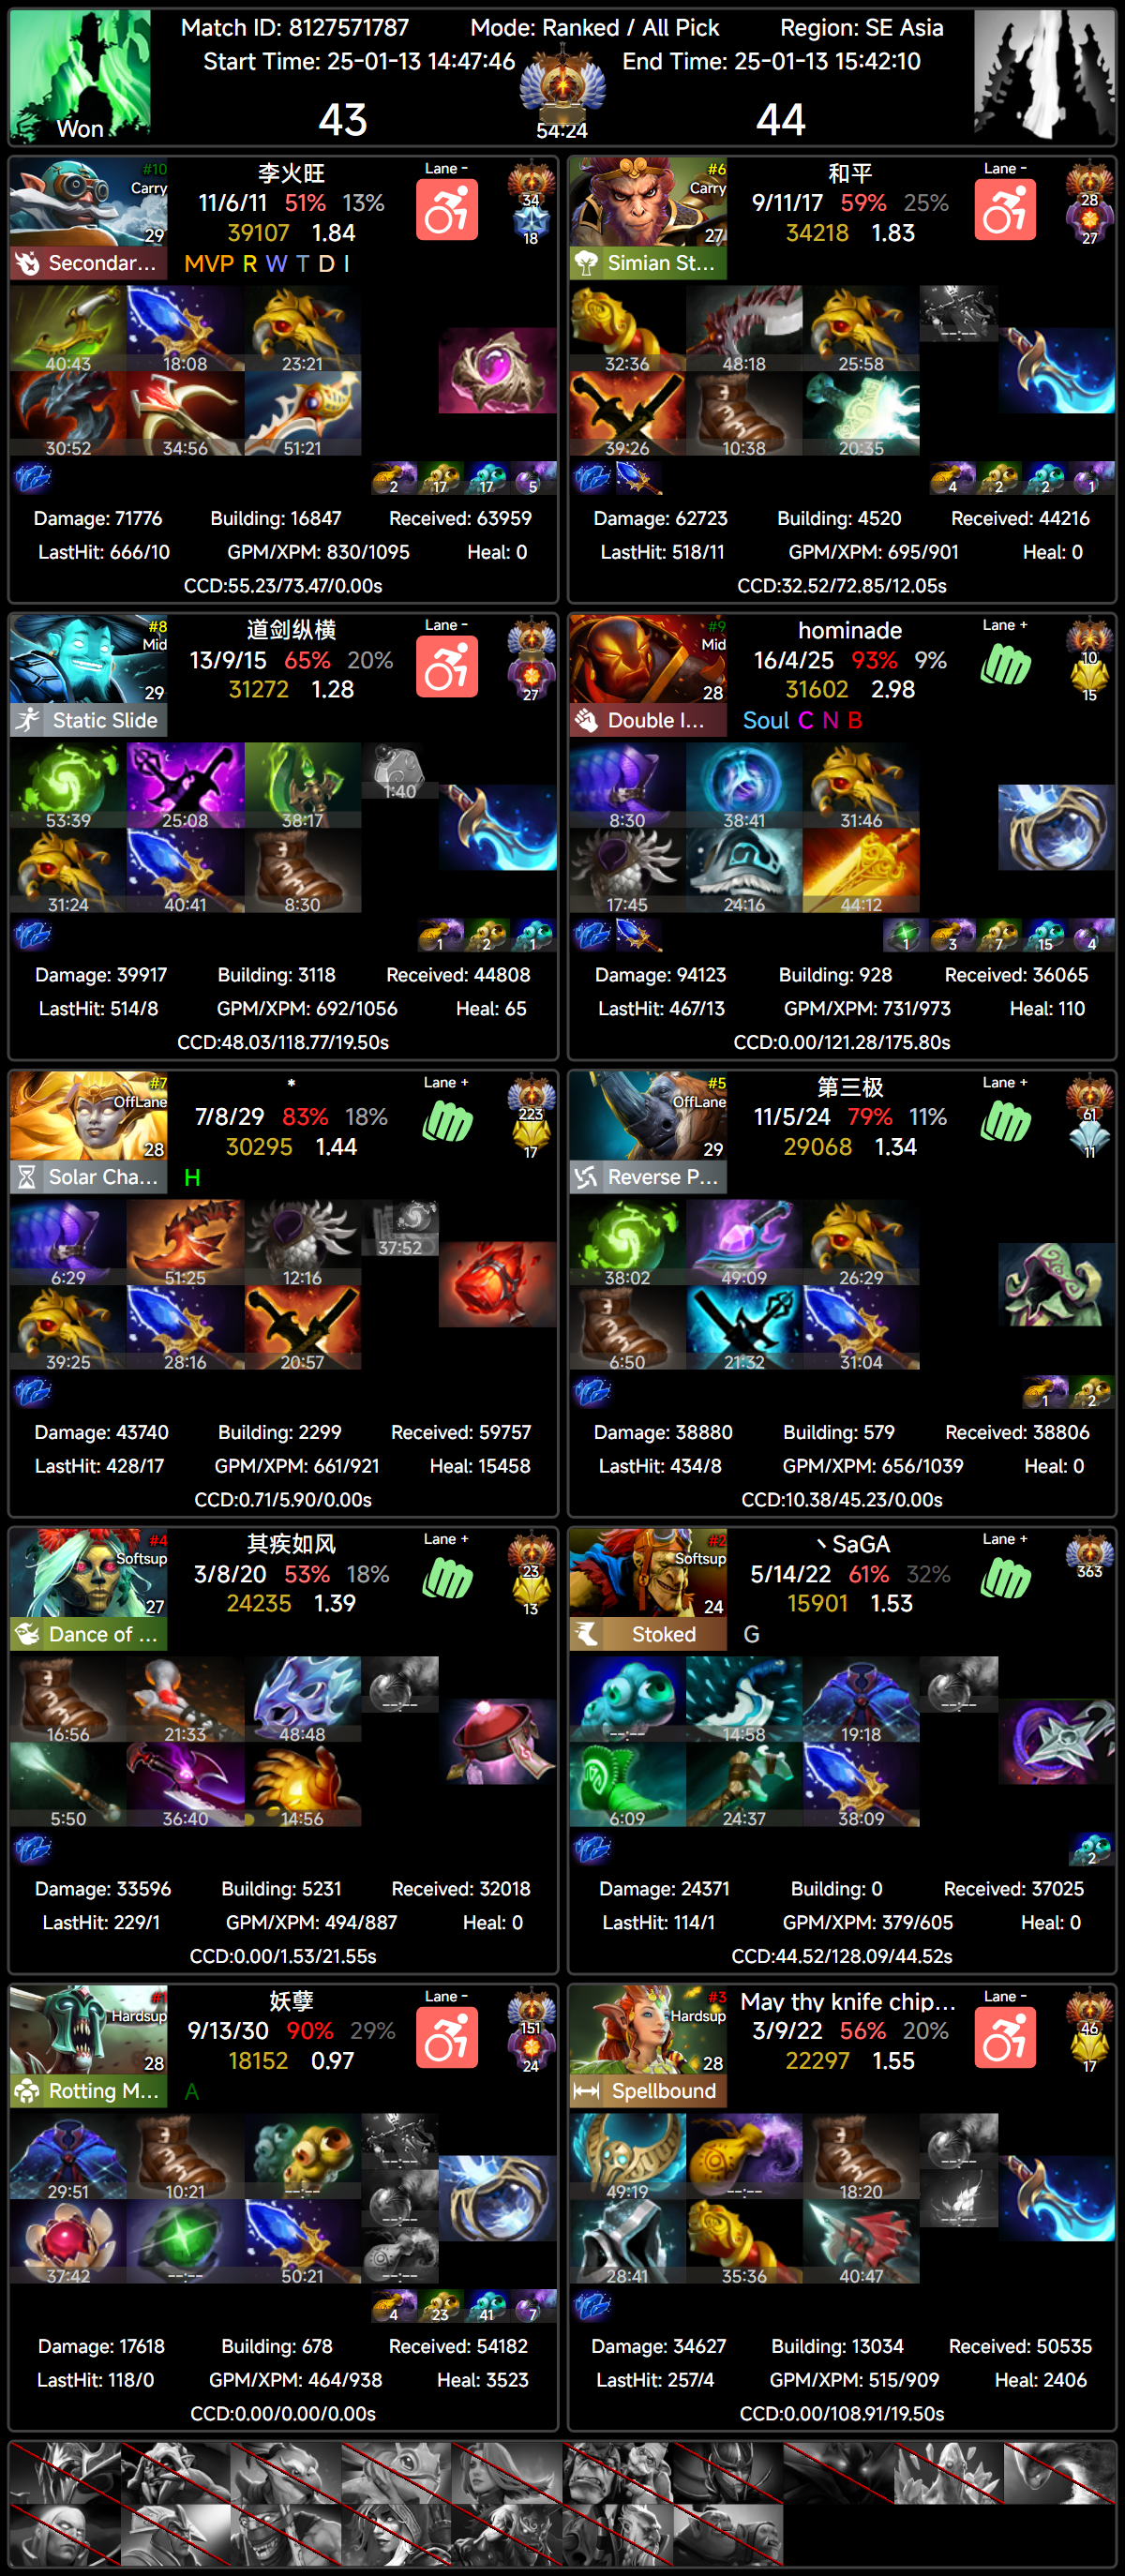 Match ID: 8127571787 Mode: Ranked / All Pick Region: SE Asia
Start Time: 25-01-13 14:47:46 End Time: 25-01-13 15:42:10
Won 43 54:24 44
#10 Carry 29
李火旺
11/6/11 51% 13%
39107 1.84
Lane -
34
18
Secondar...
MVP R W T D I
40:43 18:08 23:21
30:52 34:56 51:21
2 17 17 5
Damage: 71776 Building: 16847 Received: 63959
LastHit: 666/10 GPM/XPM: 830/1095 Heal: 0
CCD:55.23/73.47/0.00s
#6 Carry 27
和平
9/11/17 59% 25%
34218 1.83
Lane -
28
27
Simian St...
32:36 48:18 25:58 --:--
39:26 10:38 20:35
4 2 2 1
Damage: 62723 Building: 4520 Received: 44216
LastHit: 518/11 GPM/XPM: 695/901 Heal: 0
CCD:32.52/72.85/12.05s
#8 Mid 29
道剑纵横
13/9/15 65% 20%
31272 1.28
Lane -
27
Static Slide
53:39 25:08 38:17 1:40
31:24 40:41 8:30
1 2 1
Damage: 39917 Building: 3118 Received: 44808
LastHit: 514/8 GPM/XPM: 692/1056 Heal: 65
CCD:48.03/118.77/19.50s
#9 Mid 28
hominade
16/4/25 93% 9%
31602 2.98
Lane +
10
15
Double I...
Soul C N B
8:30 38:41 31:46
17:45 24:16 44:12
1 3 7 15 4
Damage: 94123 Building: 928 Received: 36065
LastHit: 467/13 GPM/XPM: 731/973 Heal: 110
CCD:0.00/121.28/175.80s
#7 OffLane 28
*
7/8/29 83% 18%
30295 1.44
Lane +
223
17
Solar Cha...
H
6:29 51:25 12:16 37:52
39:25 28:16 20:57
Damage: 43740 Building: 2299 Received: 59757
LastHit: 428/17 GPM/XPM: 661/921 Heal: 15458
CCD:0.71/5.90/0.00s
#5 OffLane 29
第三极
11/5/24 79% 11%
29068 1.34
Lane +
61
11
Reverse P...
38:02 49:09 26:29
6:50 21:32 31:04
1 2
Damage: 38880 Building: 579 Received: 38806
LastHit: 434/8 GPM/XPM: 656/1039 Heal: 0
CCD:10.38/45.23/0.00s
#4 Softsup 27
其疾如风
3/8/20 53% 18%
24235 1.39
Lane +
23
13
Dance of ...
16:56 21:33 48:48 --:--
5:50 36:40 14:56
Damage: 33596 Building: 5231 Received: 32018
LastHit: 229/1 GPM/XPM: 494/887 Heal: 0
CCD:0.00/1.53/21.55s
#2 Softsup 24
丶SaGA
5/14/22 61% 32%
15901 1.53
Lane +
363
Stoked
G
--:-- 14:58 19:18 --:--
6:09 24:37 38:09
2
Damage: 24371 Building: 0 Received: 37025
LastHit: 114/1 GPM/XPM: 379/605 Heal: 0
CCD:44.52/128.09/44.52s
#1 Hardsup 28
妖孽
9/13/30 90% 29%
18152 0.97
Lane -
151
24
Rotting M...
A
29:51 10:21 --:-- --:--
--:--
37:42 --:-- 50:21 --:--
4 23 41 7
Damage: 17618 Building: 678 Received: 54182
LastHit: 118/0 GPM/XPM: 464/938 Heal: 3523
CCD:0.00/0.00/0.00s
#3 Hardsup 28
May thy knife chip...
3/9/22 56% 20%
22297 1.55
Lane -
46
17
Spellbound
49:19 --:-- 18:20 --:--
--:--
28:41 35:36 40:47
Damage: 34627 Building: 13034 Received: 50535
LastHit: 257/4 GPM/XPM: 515/909 Heal: 2406
CCD:0.00/108.91/19.50s